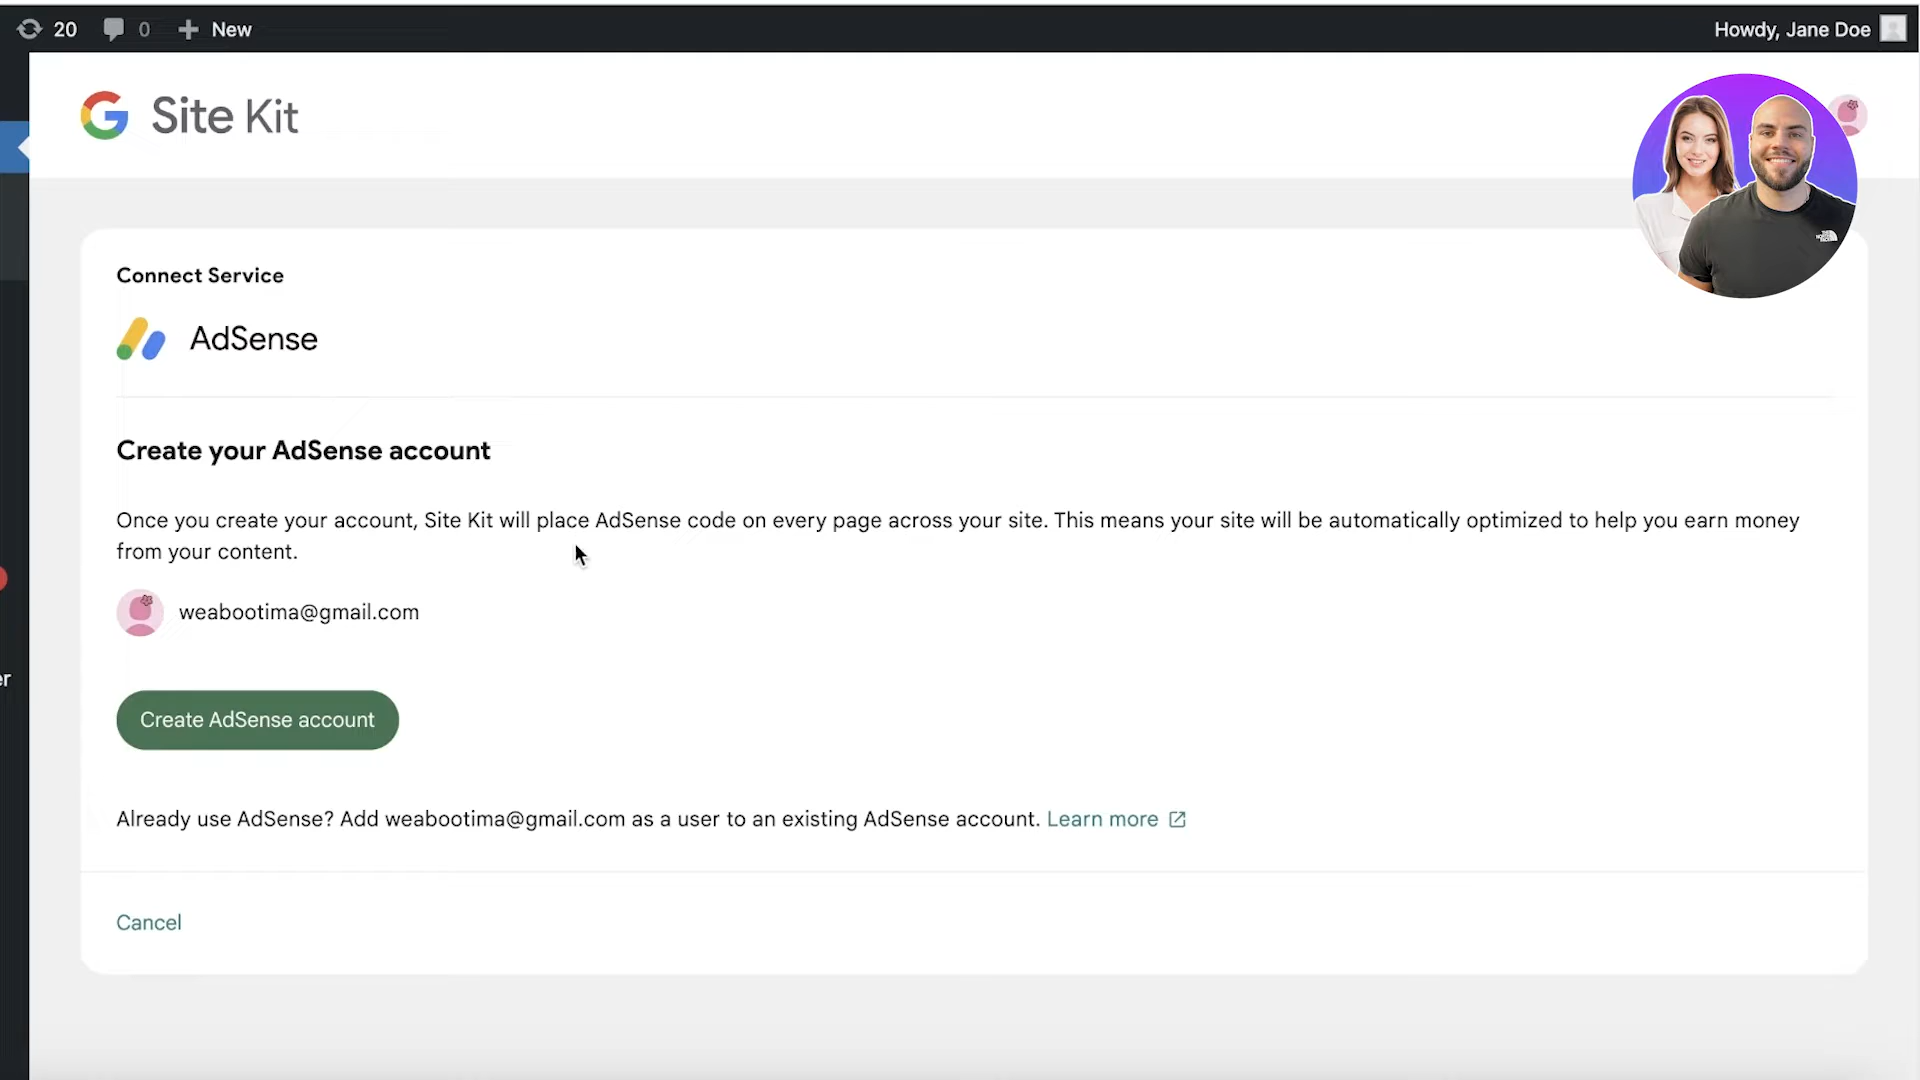 20 0 New Howdy, Jane Doe
Site Kit
Connect Service
AdSense
Create your AdSense account
Once you create your account, Site Kit will place AdSense code on every page across your site. This means your site will be automatically optimized to help you earn money
from your content.
weabootima@gmail.com
er
Create AdSense account
Already use AdSense? Add weabootima@gmail.com as a user to an existing AdSense account. Learn more
Cancel